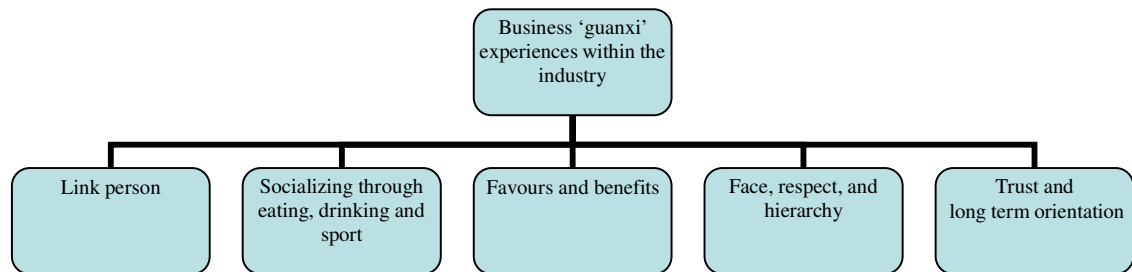 Business ‘guanxi’
experiences within the
industry
Link person
Socializing through
eating, drinking and
sport
Favours and benefits
Face, respect, and
hierarchy
Trust and
long term orientation